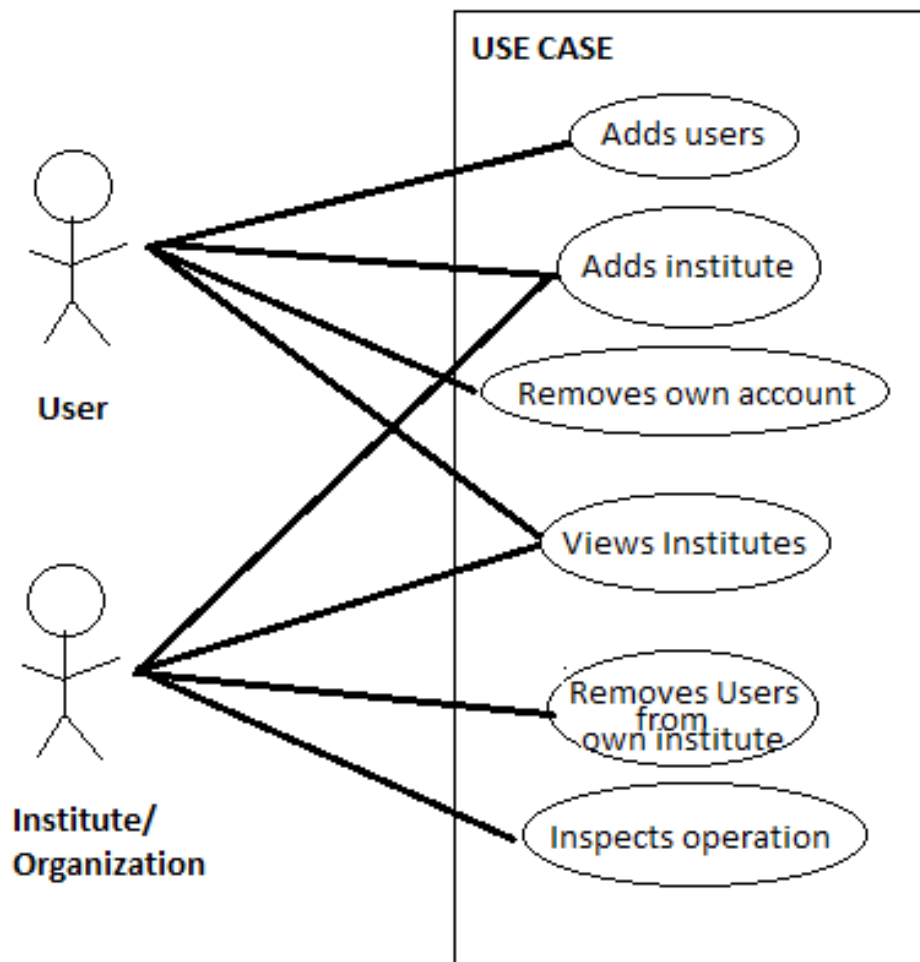 USE CASE
Adds users
Adds institute
Removes own account
User
Views Institutes
Removes Users
from
own institute
Institute/
Organization
Inspects operation